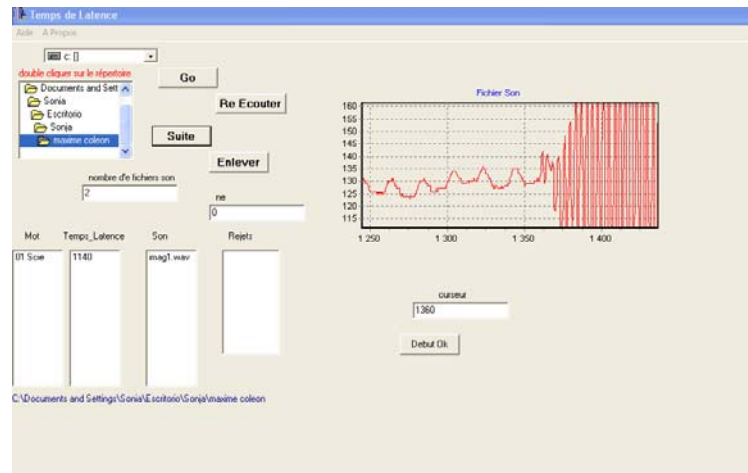 Temps de Latence
Aide A Propos
c: []
double cliquer sur le répertoire
Documents and Sett
Sonia
Escritorio
Sonja
maxime coleon
Go
Re Ecouter
Suite
Enlever
nombre d'e fichiers son
2
ne
0
Mot Temps_Latence Son Rejets
01 Scie 1140 mag1.wav
Fichier Son
160
155
150
145
140
135
130
125
120
115
1 250 1 300 1 350 1 400
curseur
1360
Debut Ok
C:\Documents and Settings\Sonia\Escritorio\Sonja\maxime coleon